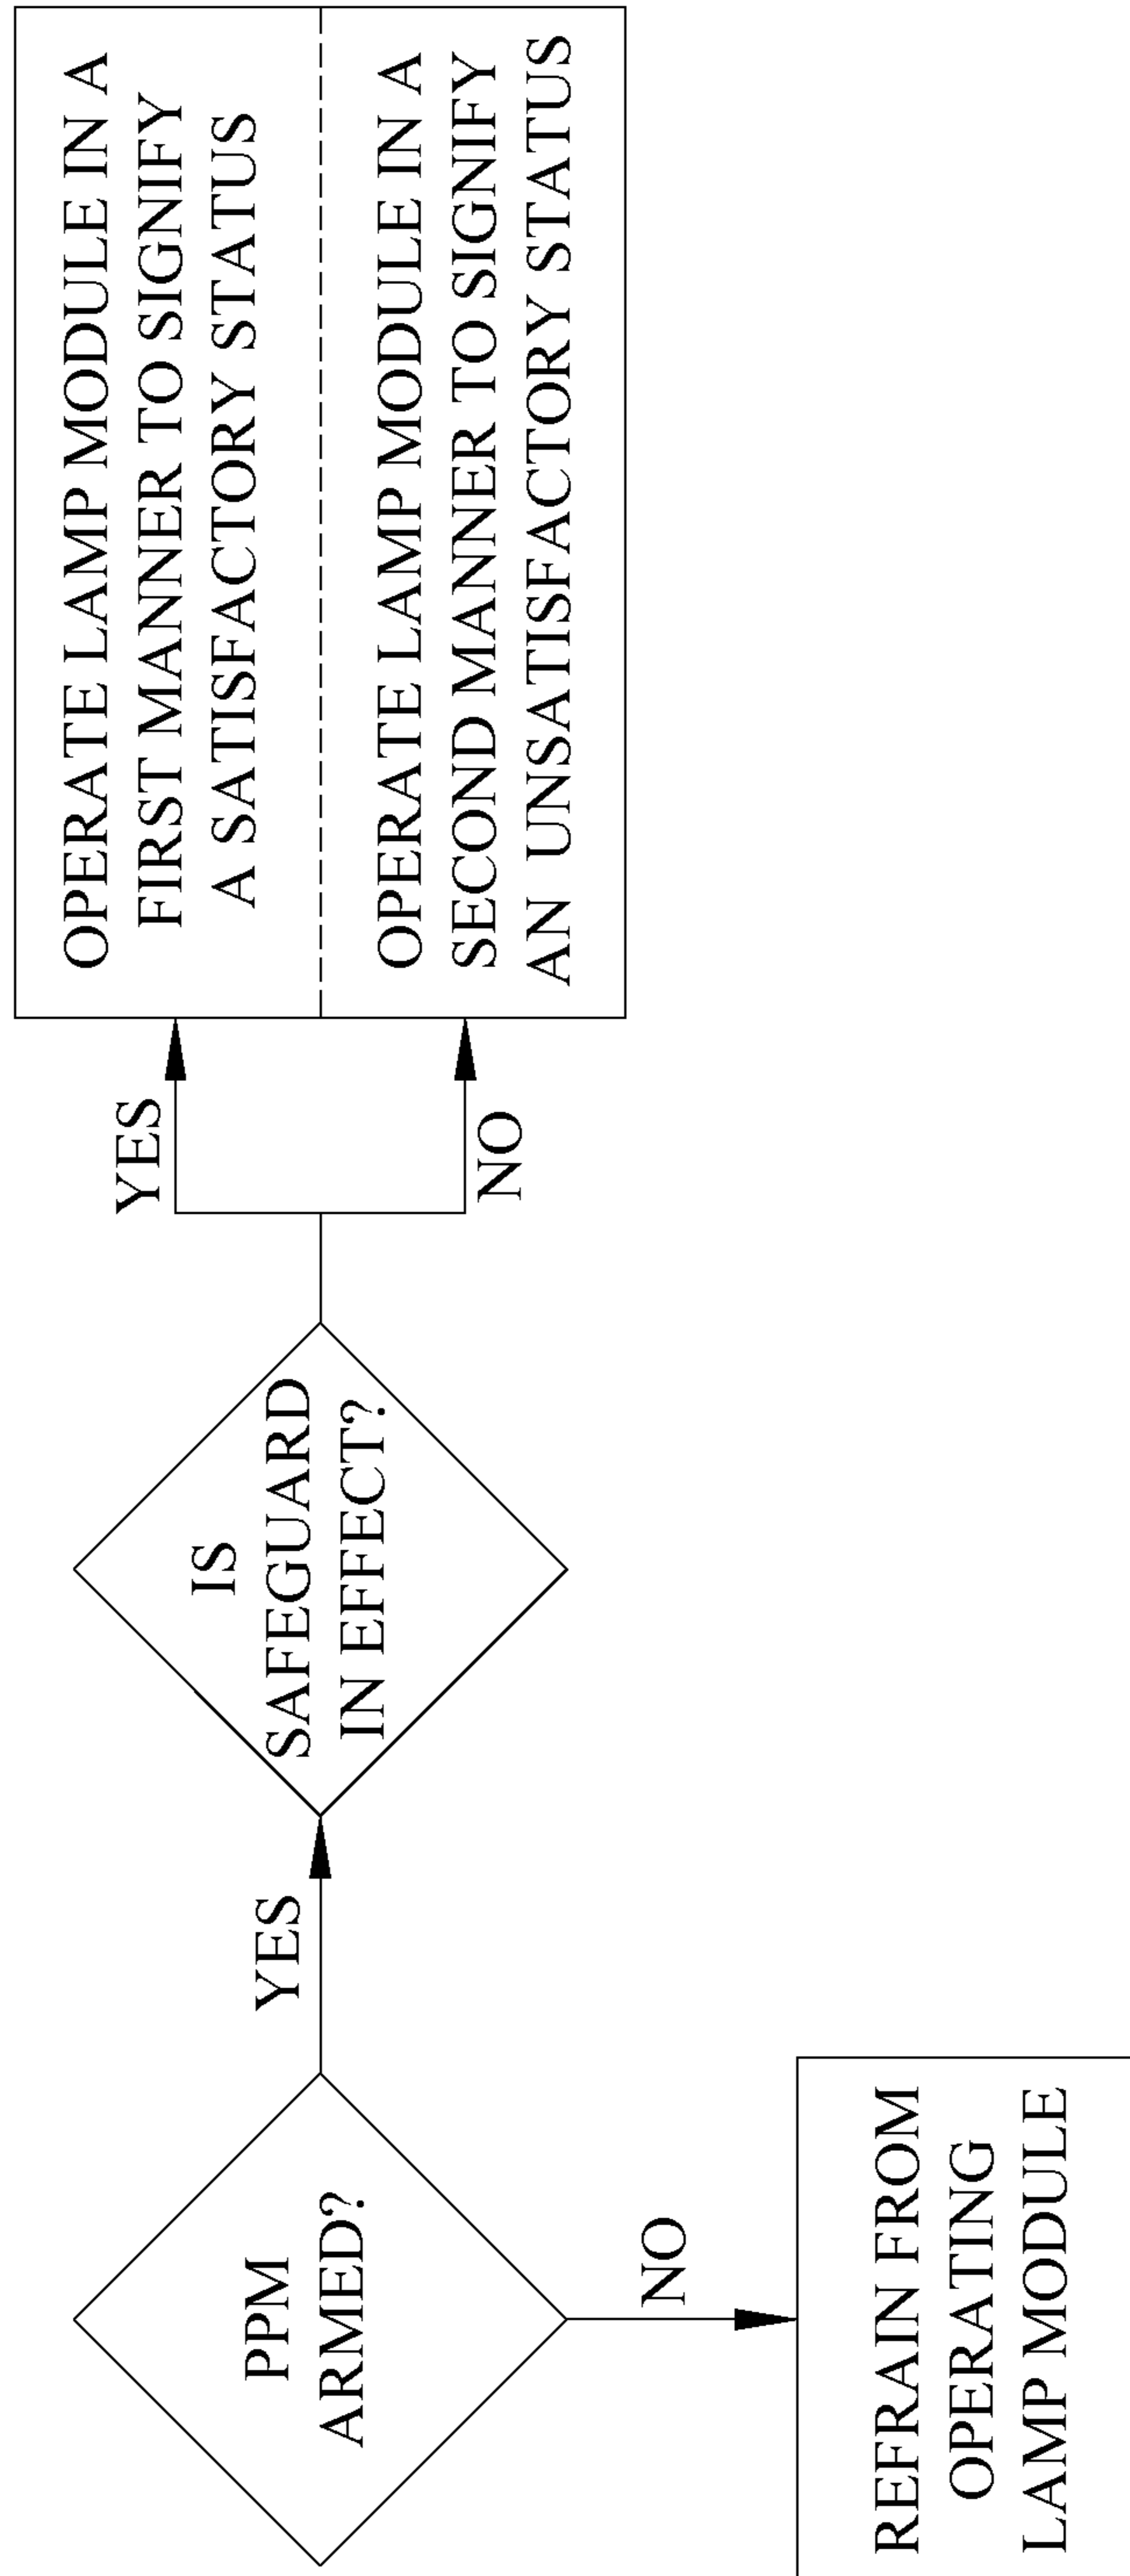 PPM
ARMED?
YES
NO
REFRAIN FROM
OPERATING
LAMP MODULE
IS
SAFEGUARD
IN EFFECT?
YES
NO
OPERATE LAMP MODULE IN A
FIRST MANNER TO SIGNIFY
A SATISFACTORY STATUS
OPERATE LAMP MODULE IN A
SECOND MANNER TO SIGNIFY
AN UNSATISFACTORY STATUS